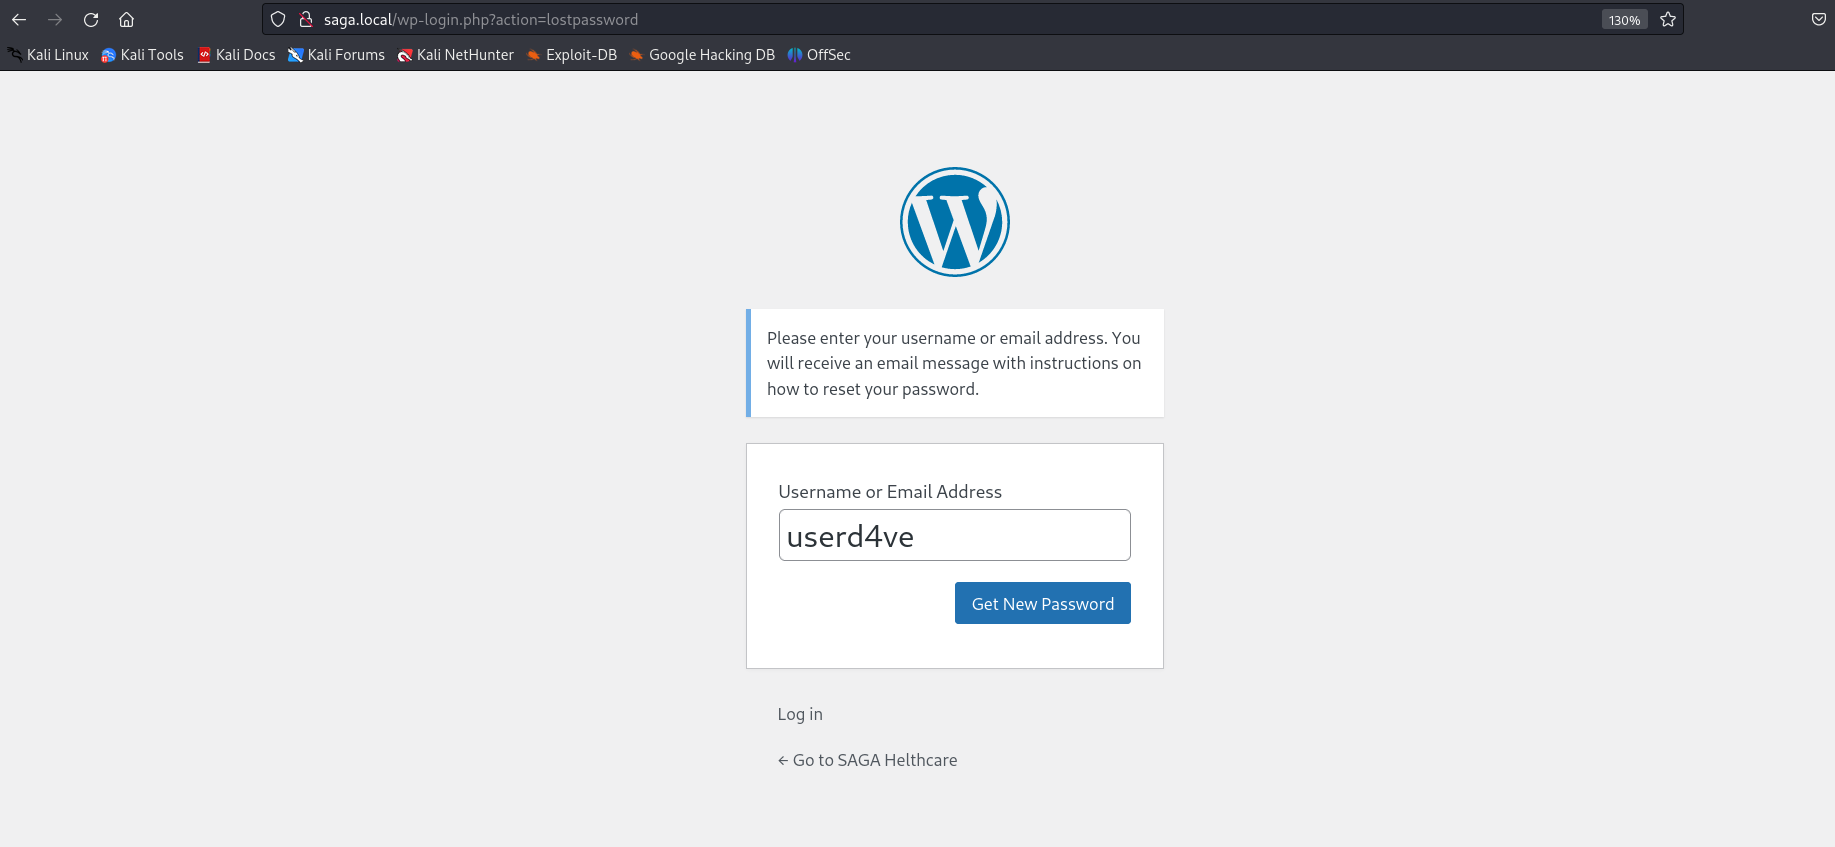 saga.local/wp-login.php?action=lostpassword 130%
Kali Linux Kali Tools Kali Docs Kali Forums Kali NetHunter Exploit-DB Google Hacking DB OffSec
Please enter your username or email address. You
will receive an email message with instructions on
how to reset your password.
Username or Email Address
userd4ve
Get New Password
Log in
← Go to SAGA Helthcare